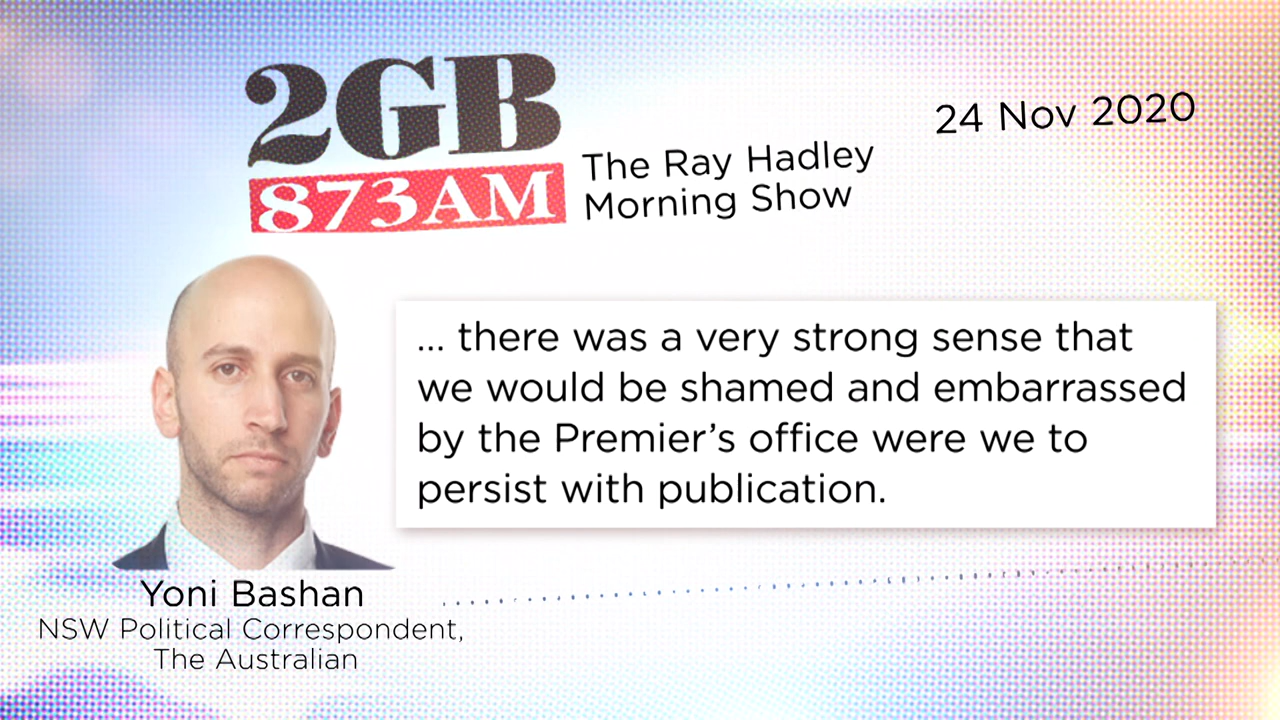 2GB
873AM
The Ray Hadley
Morning Show
24 Nov 2020
... there was a very strong sense that
we would be shamed and embarrassed
by the Premier’s office were we to
persist with publication.
Yoni Bashan
NSW Political Correspondent,
The Australian